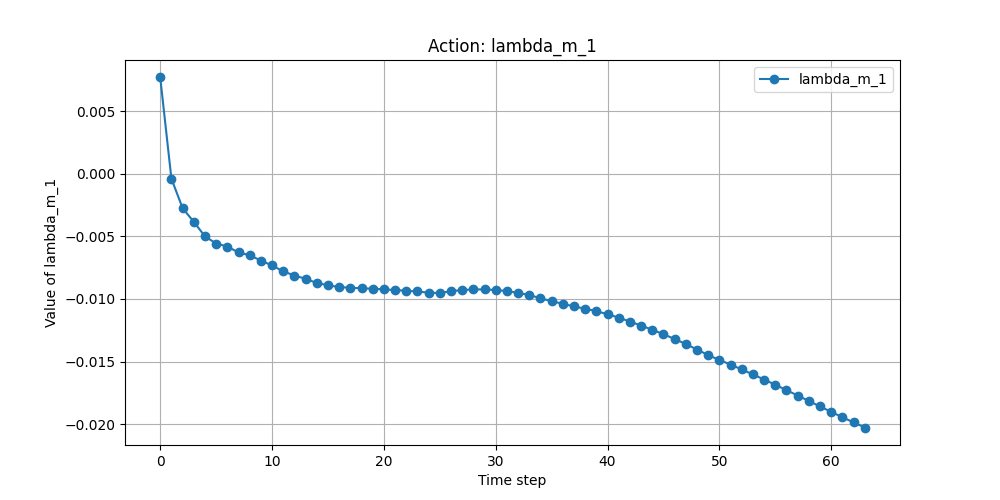 Action: lambda_m_1
lambda_m_1
Value of lambda_m_1
0.005
0.000
−0.005
−0.010
−0.015
−0.020
0 10 20 30 40 50 60
Time step